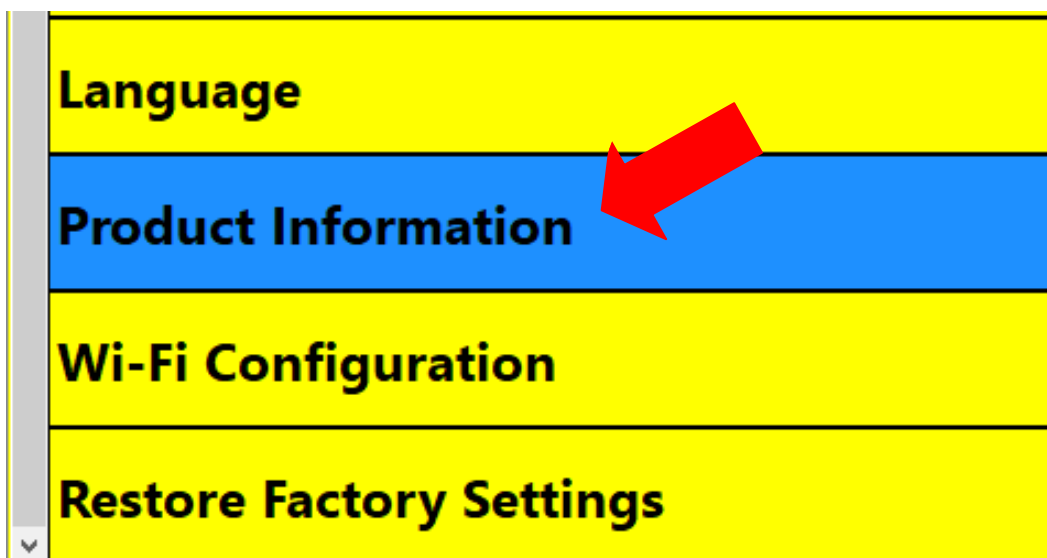 Language
Product Information
Wi-Fi Configuration
Restore Factory Settings